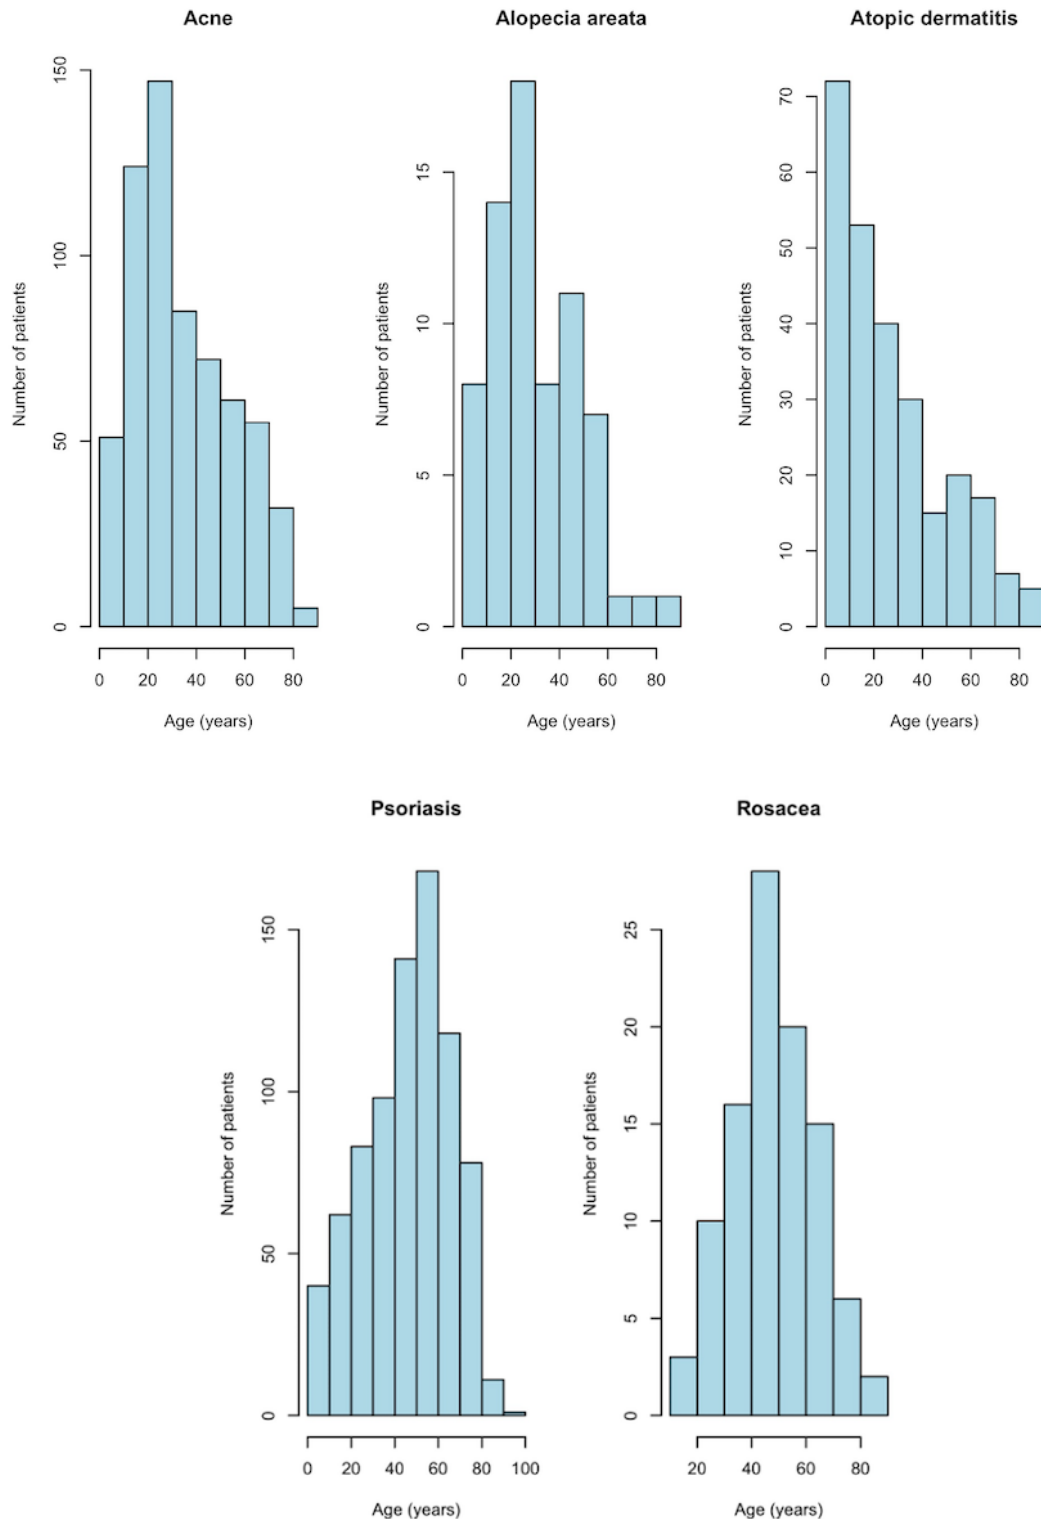 Acne
Alopecia areata
Atopic dermatitis
150
100
50
0
Number of patients
0 20 40 60 80
Age (years)
15
10
5
0
Number of patients
0 20 40 60 80
Age (years)
70
60
50
40
30
20
10
0
Number of patients
0 20 40 60 80
Age (years)
Psoriasis
Rosacea
150
100
50
0
Number of patients
0 20 40 60 80 100
Age (years)
25
20
15
10
5
0
Number of patients
20 40 60 80
Age (years)